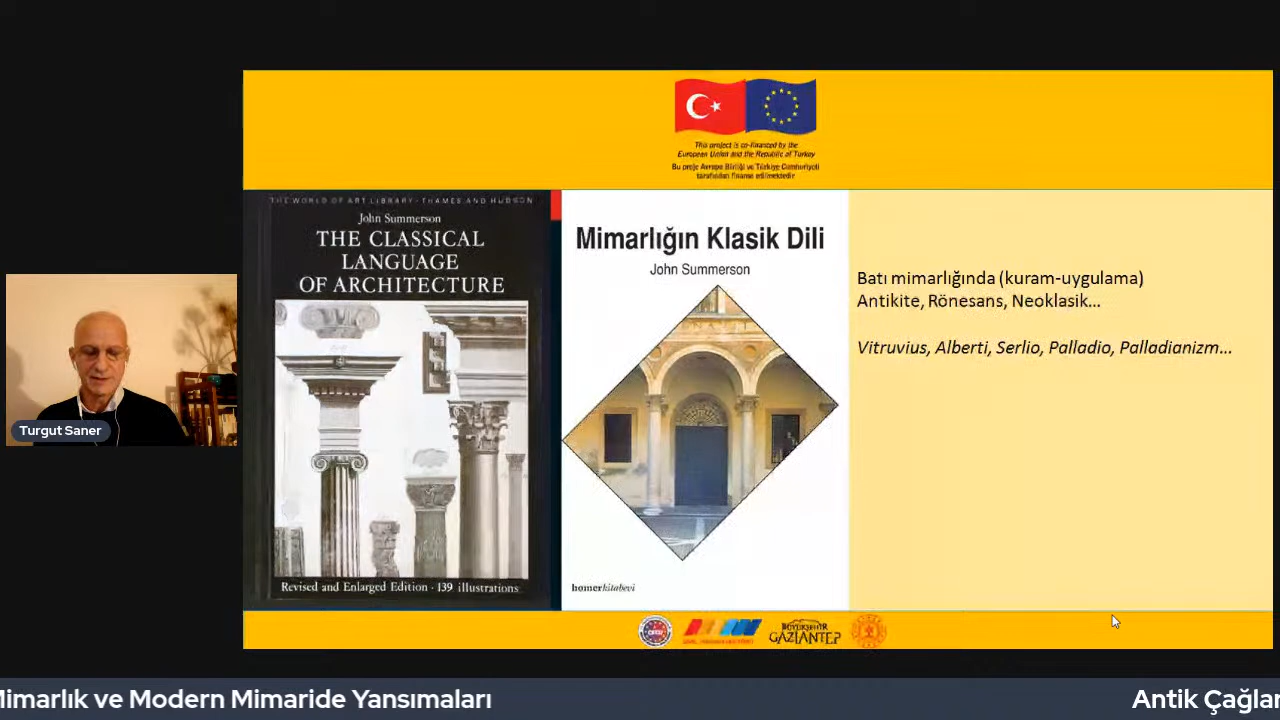 This project is co-financed by the
European Union and the Republic of Turkey
Bu proje Avrupa Birliği ve Türkiye Cumhuriyeti
tarafından finanse edilmektedir
THE WORLD OF ART LIBRARY · THAMES AND HUDSON
John Summerson
THE CLASSICAL
LANGUAGE
OF ARCHITECTURE
Revised and Enlarged Edition · 139 illustrations
Mimarlığın Klasik Dili
John Summerson
homerkitabevi
Batı mimarlığında (kuram-uygulama)
Antikite, Rönesans, Neoklasik...
Vitruvius, Alberti, Serlio, Palladio, Palladianizm...
Turgut Saner
BÜYÜKŞEHİR
GAZİANTEP
Mimarlık ve Modern Mimaride Yansımaları
Antik Çağlar